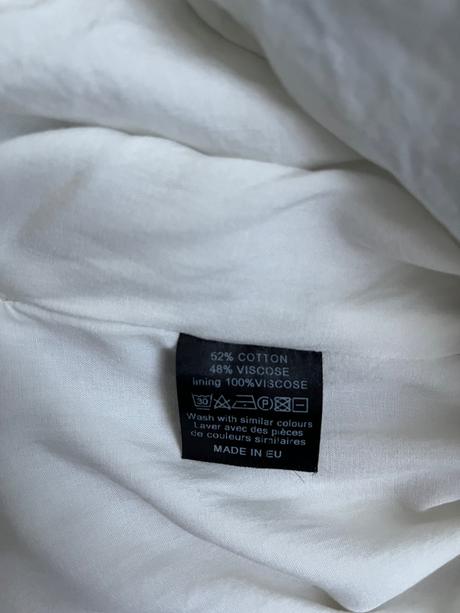 52% COTTON
48% VISCOSE
lining 100%VISCOSE
30 P
Wash with similar colours
Laver avec des pièces
de couleurs similaires
MADE IN EU